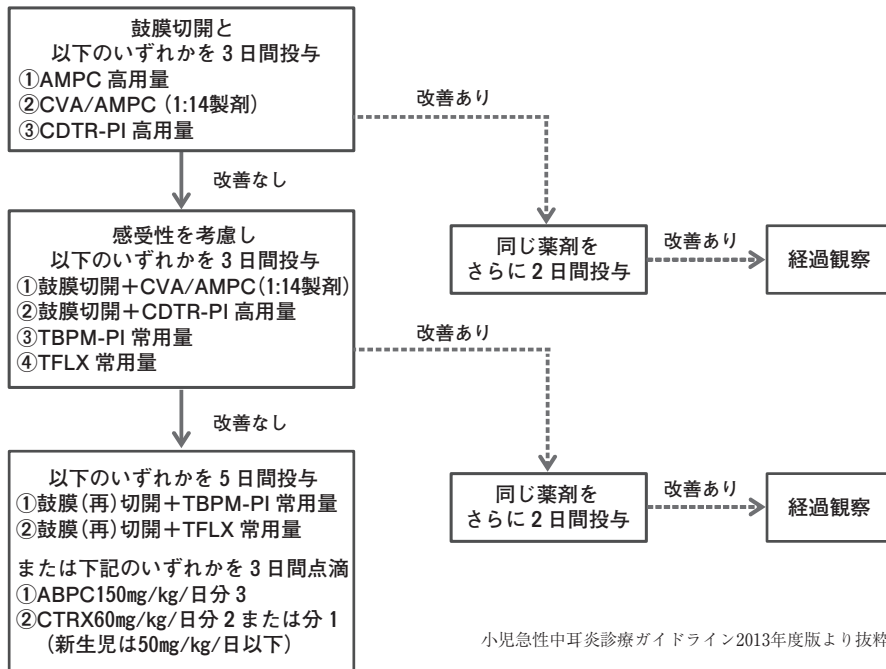 鼓膜切開と
以下のいずれかを3日間投与
①AMPC 高用量
②CVA/AMPC（1:14製剤）
③CDTR-PI 高用量
改善あり
改善なし
感受性を考慮し
以下のいずれかを3日間投与
①鼓膜切開＋CVA/AMPC(1:14製剤)
②鼓膜切開＋CDTR-PI 高用量
③TBPM-PI 常用量
④TFLX 常用量
同じ薬剤を
さらに2日間投与
改善あり
経過観察
改善あり
改善なし
以下のいずれかを5日間投与
①鼓膜(再)切開＋TBPM-PI 常用量
②鼓膜(再)切開＋TFLX 常用量
または下記のいずれかを3日間点滴
①ABPC150㎎/kg/日分3
②CTRX60㎎/kg/日分2または分1
（新生児は50㎎/kg/日以下）
同じ薬剤を
さらに2日間投与
改善あり
経過観察
小児急性中耳炎診療ガイドライン2013年度版より抜粋